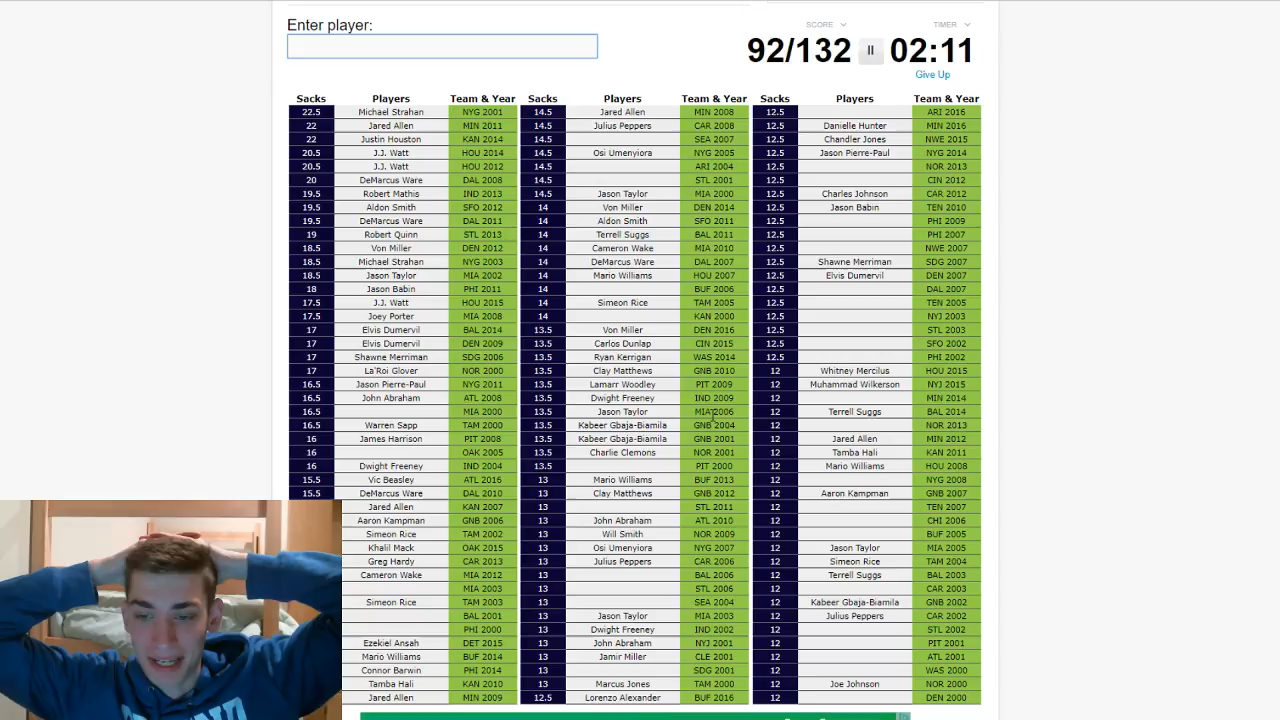 Enter player:
SCORE TIMER
92/132 II 02:11
Give Up
Sacks Players Team & Year Sacks Players Team & Year Sacks Players Team & Year
22.5 Michael Strahan NYG 2001 14.5 Jared Allen MIN 2008 12.5 ARI 2016
22 Jared Allen MIN 2011 14.5 Julius Peppers CAR 2008 12.5 Danielle Hunter MIN 2016
22 Justin Houston KAN 2014 14.5 SEA 2007 12.5 Chandler Jones NWE 2015
20.5 J.J. Watt HOU 2014 14.5 Osi Umenyiora NYG 2005 12.5 Jason Pierre-Paul NYG 2014
20.5 J.J. Watt HOU 2012 14.5 ARI 2004 12.5 NOR 2013
20 DeMarcus Ware DAL 2008 14.5 STL 2001 12.5 CIN 2012
19.5 Robert Mathis IND 2013 14.5 Jason Taylor MIA 2000 12.5 Charles Johnson CAR 2012
19.5 Aldon Smith SFO 2012 14 Von Miller DEN 2014 12.5 Jason Babin TEN 2010
19.5 DeMarcus Ware DAL 2011 14 Aldon Smith SFO 2011 12.5 PHI 2009
19 Robert Quinn STL 2013 14 Terrell Suggs BAL 2011 12.5 PHI 2007
18.5 Von Miller DEN 2012 14 Cameron Wake MIA 2010 12.5 NWE 2007
18.5 Michael Strahan NYG 2003 14 DeMarcus Ware DAL 2007 12.5 Shawne Merriman SDG 2007
18.5 Jason Taylor MIA 2002 14 Mario Williams HOU 2007 12.5 Elvis Dumervil DEN 2007
18 Jason Babin PHI 2011 14 BUF 2006 12.5 DAL 2007
17.5 J.J. Watt HOU 2015 14 Simeon Rice TAM 2005 12.5 TEN 2005
17.5 Joey Porter MIA 2008 14 KAN 2000 12.5 NYJ 2003
17 Elvis Dumervil BAL 2014 13.5 Von Miller DEN 2016 12.5 STL 2003
17 Elvis Dumervil DEN 2009 13.5 Carlos Dunlap CIN 2015 12.5 SFO 2002
17 Shawne Merriman SDG 2006 13.5 Ryan Kerrigan WAS 2014 12.5 PHI 2002
17 La'Roi Glover NOR 2000 13.5 Clay Matthews GNB 2010 12 Whitney Mercilus HOU 2015
16.5 Jason Pierre-Paul NYG 2011 13.5 Lamarr Woodley PIT 2009 12 Muhammad Wilkerson NYJ 2015
16.5 John Abraham ATL 2008 13.5 Dwight Freeney IND 2009 12 MIN 2014
16.5 MIA 2000 13.5 Jason Taylor MIA 2006 12 Terrell Suggs BAL 2014
16.5 Warren Sapp TAM 2000 13.5 Kabeer Gbaja-Biamila GNB 2004 12 NOR 2013
16 James Harrison PIT 2008 13.5 Kabeer Gbaja-Biamila GNB 2001 12 Jared Allen MIN 2012
16 OAK 2005 13.5 Charlie Clemons NOR 2001 12 Tamba Hali KAN 2011
16 Dwight Freeney IND 2004 13.5 PIT 2000 12 Mario Williams HOU 2008
15.5 Vic Beasley ATL 2016 13 Mario Williams BUF 2013 12 NYG 2008
15.5 DeMarcus Ware DAL 2010 13 Clay Matthews GNB 2012 12 Aaron Kampman GNB 2007
Jared Allen KAN 2007 13 STL 2011 12 TEN 2007
Aaron Kampman GNB 2006 13 John Abraham ATL 2010 12 CHI 2006
Simeon Rice TAM 2002 13 Will Smith NOR 2009 12 BUF 2005
Khalil Mack OAK 2015 13 Osi Umenyiora NYG 2007 12 Jason Taylor MIA 2005
Greg Hardy CAR 2013 13 Julius Peppers CAR 2006 12 Simeon Rice TAM 2004
Cameron Wake MIA 2012 13 BAL 2006 12 Terrell Suggs BAL 2003
MIA 2003 13 STL 2006 12 CAR 2003
Simeon Rice TAM 2003 13 SEA 2004 12 Kabeer Gbaja-Biamila GNB 2002
BAL 2001 13 Jason Taylor MIA 2003 12 Julius Peppers CAR 2002
PHI 2000 13 Dwight Freeney IND 2002 12 STL 2002
Ezekiel Ansah DET 2015 13 John Abraham NYJ 2001 12 PIT 2001
Mario Williams BUF 2014 13 Jamir Miller CLE 2001 12 ATL 2001
Connor Barwin PHI 2014 13 SDG 2001 12 WAS 2000
Tamba Hali KAN 2010 13 Marcus Jones TAM 2000 12 Joe Johnson NOR 2000
Jared Allen MIN 2009 12.5 Lorenzo Alexander BUF 2016 12 DEN 2000